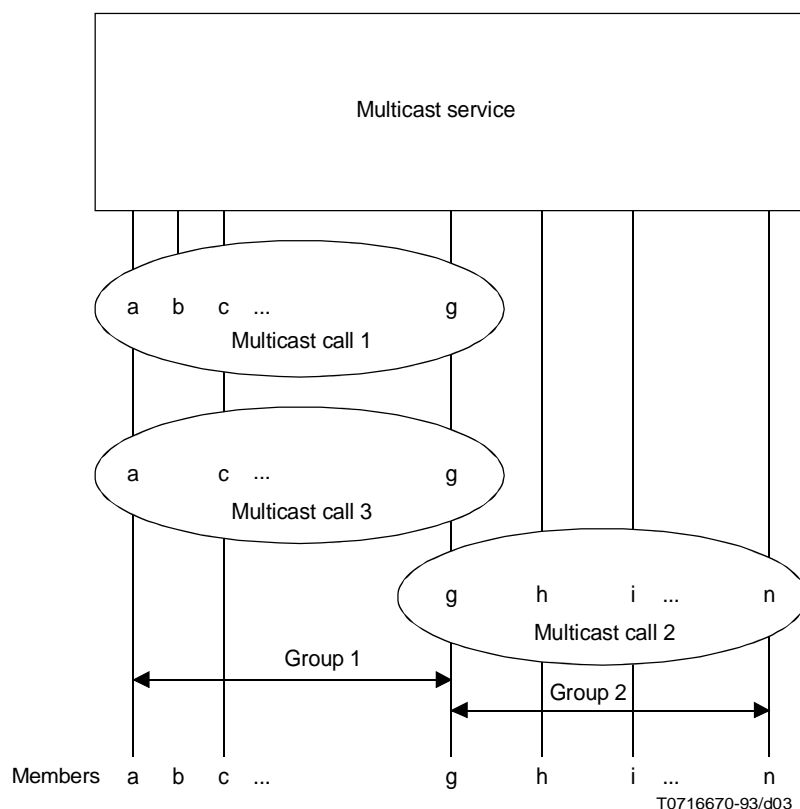 Multicast service
a b c ... g
Multicast call 1
a c ... g
Multicast call 3
g h i ... n
Multicast call 2
Group 1
Group 2
Members a b c ... g h i ... n
T0716670-93/d03